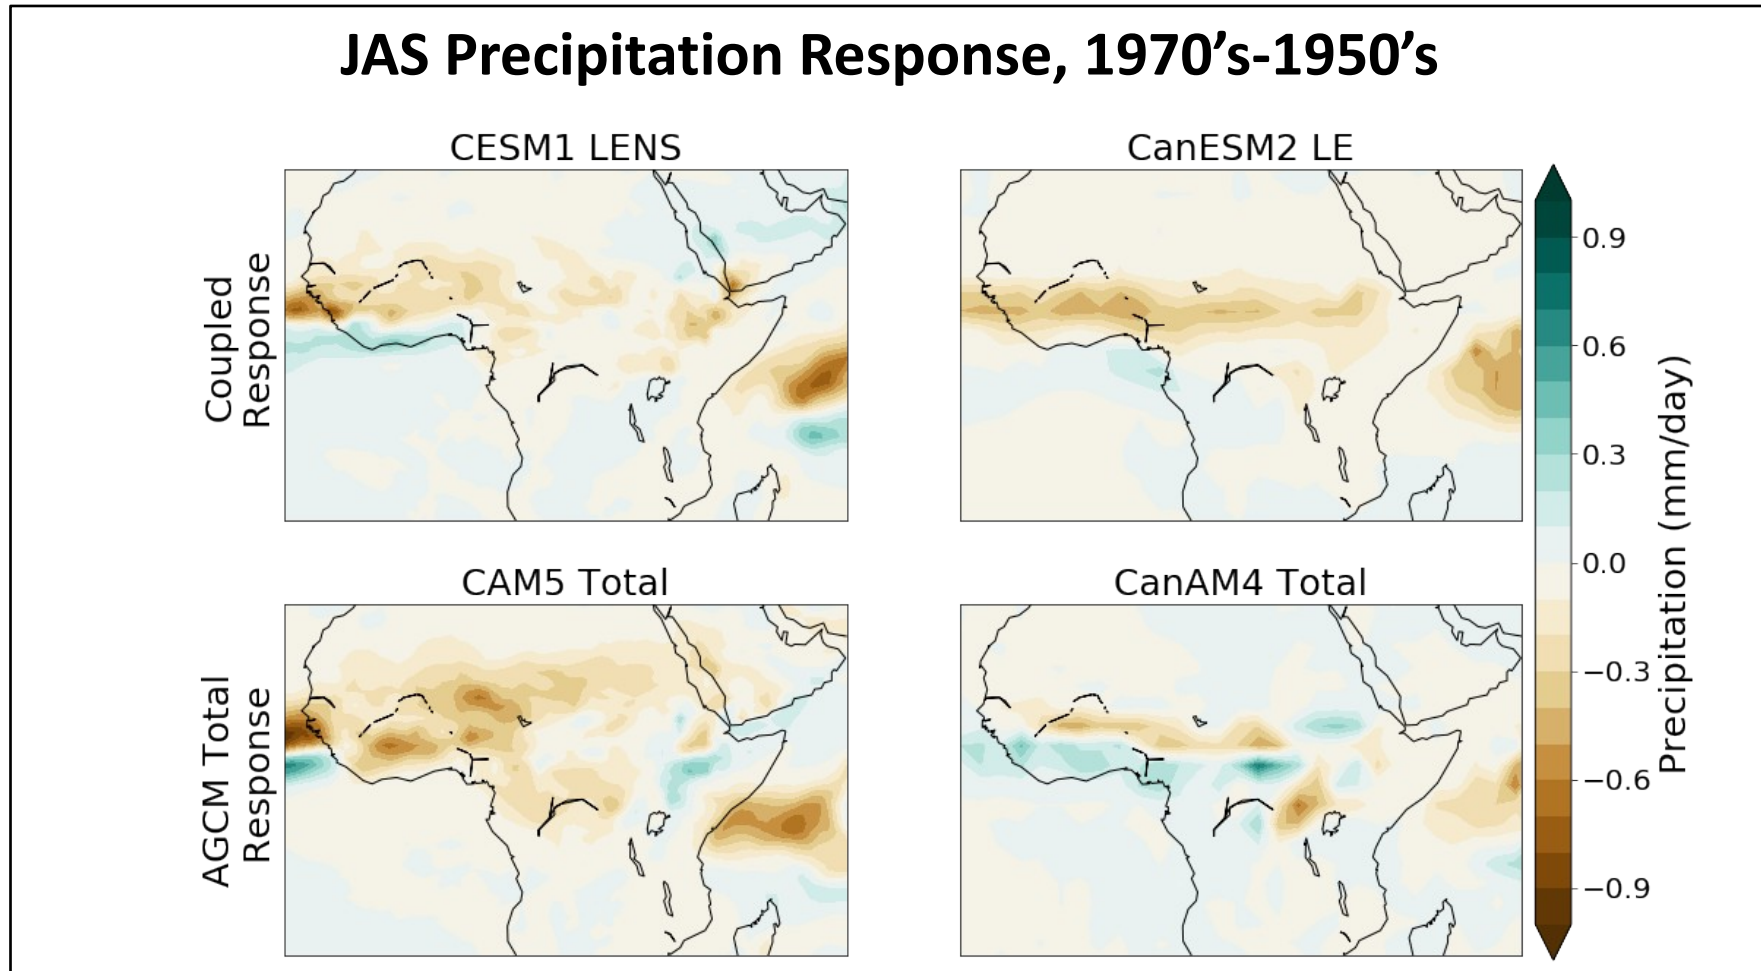 JAS Precipitation Response, 1970’s-1950’s
CESM1 LENS
CanESM2 LE
Coupled
Response
CAM5 Total
CanAM4 Total
AGCM Total
Response
0.9
0.6
0.3
0.0
−0.3
−0.6
−0.9
Precipitation (mm/day)